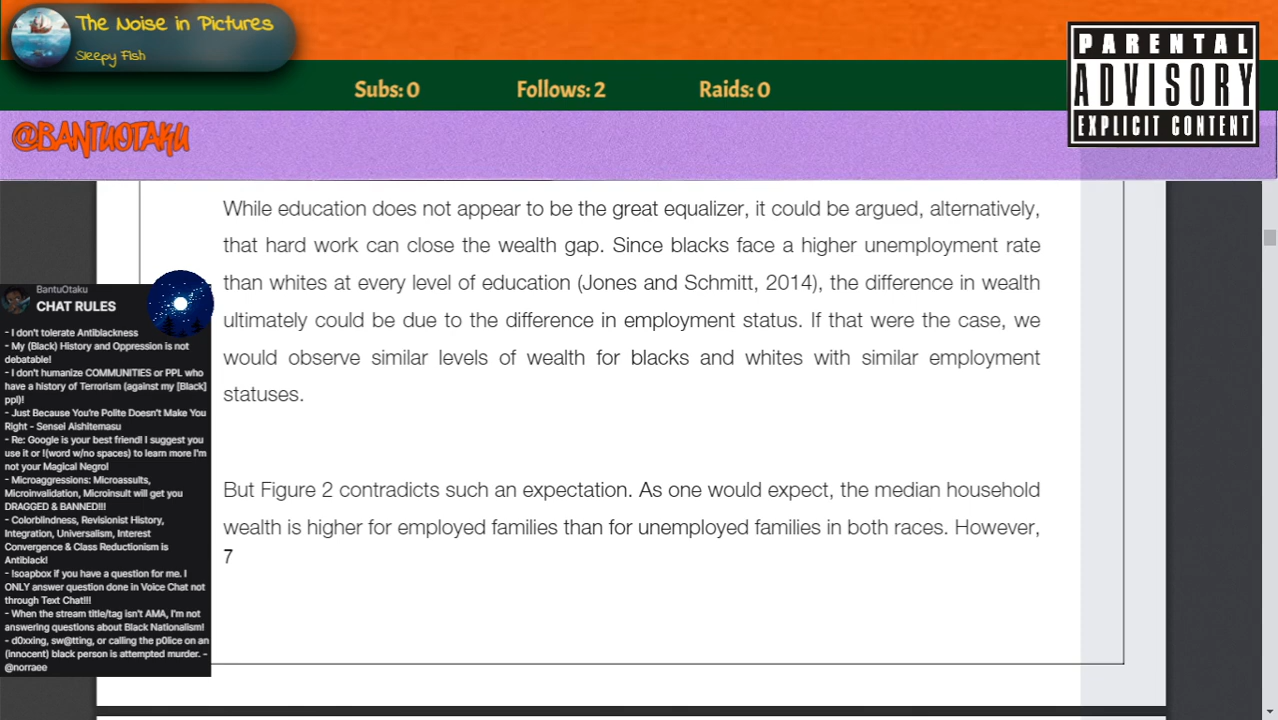 The Noise in Pictures
Sleepy Fish
Subs: 0
Follows: 2
Raids: 0
PARENTAL
ADVISORY
EXPLICIT CONTENT
@BANTUOTAKU
While education does not appear to be the great equalizer, it could be argued, alternatively,
that hard work can close the wealth gap. Since blacks face a higher unemployment rate
than whites at every level of education (Jones and Schmitt, 2014), the difference in wealth
ultimately could be due to the difference in employment status. If that were the case, we
would observe similar levels of wealth for blacks and whites with similar employment
statuses.
But Figure 2 contradicts such an expectation. As one would expect, the median household
wealth is higher for employed families than for unemployed families in both races. However,
7
BantuOtaku
CHAT RULES
- I don't tolerate Antiblackness
- My (Black) History and Oppression is not
debatable!
- I don't humanize COMMUNITIES or PPL who
have a history of Terrorism (against my [Black]
ppl)!
- Just Because You're Polite Doesn't Make You
Right - Sensei Aishitemasu
- Re: Google is your best friend! I suggest you
use it or !(word w/no spaces) to learn more I'm
not your Magical Negro!
- Microaggressions: Microassults,
Microinvalidation, Microinsult will get you
DRAGGED & BANNED!!!
- Colorblindness, Revisionist History,
Integration, Universalism, Interest
Convergence & Class Reductionism is
Antiblack!
- !soapbox if you have a question for me. I
ONLY answer question done in Voice Chat not
through Text Chat!!!
- When the stream title/tag isn't AMA, I'm not
answering questions about Black Nationalism!
- d0xxing, sw@tting, or calling the p0lice on an
(innocent) black person is attempted murder. -
@norraee